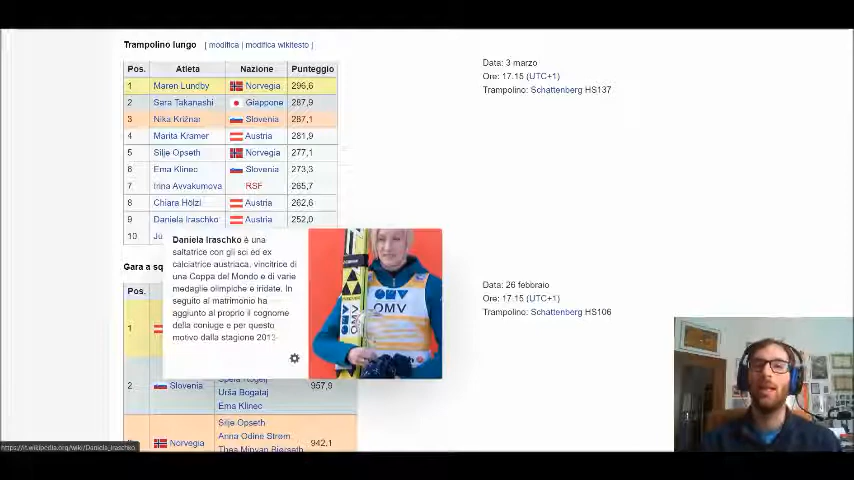 Trampolino lungo [ modifica | modifica wikitesto ]
Pos. Atleta Nazione Punteggio
1 Maren Lundby Norvegia 296,6
2 Sara Takanashi Giappone 287,9
3 Nika Križnar Slovenia 287,1
4 Marita Kramer Austria 281,9
5 Silje Opseth Norvegia 277,1
6 Ema Klinec Slovenia 273,3
7 Irina Avvakumova RSF 265,7
8 Chiara Hölzl Austria 262,6
9 Daniela Iraschko Austria 252,0
10 Ju
Data: 3 marzo
Ore: 17.15 (UTC+1)
Trampolino: Schattenberg HS137
Daniela Iraschko è una
saltatrice con gli sci ed ex
calciatrice austriaca, vincitrice di
una Coppa del Mondo e di varie
medaglie olimpiche e iridate. In
seguito al matrimonio ha
aggiunto al proprio il cognome
della coniuge e per questo
motivo dalla stagione 2013-
OMV
OMV
Gara a sq
Pos.
1
2 Slovenia
Urša Bogataj
Ema Klinec
957,9
Norvegia
Silje Opseth
Anna Odine Strøm
Thea Minyan Bjørseth
942,1
Data: 26 febbraio
Ore: 17.15 (UTC+1)
Trampolino: Schattenberg HS106
https://it.wikipedia.org/wiki/Daniela_Iraschko